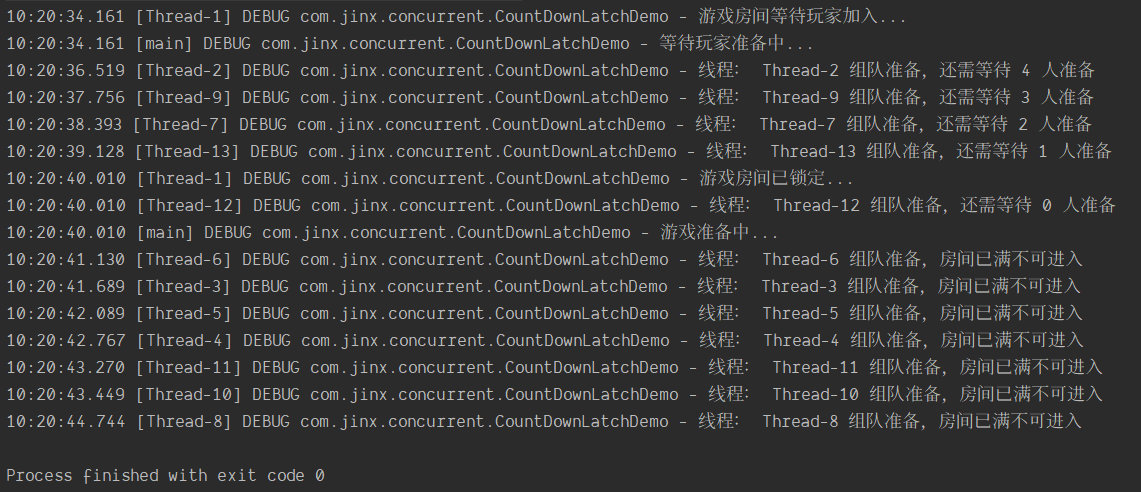 10:20:34.161 [Thread-1] DEBUG com.jinx.concurrent.CountDownLatchDemo - 游戏房间等待玩家加入...
10:20:34.161 [main] DEBUG com.jinx.concurrent.CountDownLatchDemo - 等待玩家准备中...
10:20:36.519 [Thread-2] DEBUG com.jinx.concurrent.CountDownLatchDemo - 线程： Thread-2 组队准备，还需等待 4 人准备
10:20:37.756 [Thread-9] DEBUG com.jinx.concurrent.CountDownLatchDemo - 线程： Thread-9 组队准备，还需等待 3 人准备
10:20:38.393 [Thread-7] DEBUG com.jinx.concurrent.CountDownLatchDemo - 线程： Thread-7 组队准备，还需等待 2 人准备
10:20:39.128 [Thread-13] DEBUG com.jinx.concurrent.CountDownLatchDemo - 线程： Thread-13 组队准备，还需等待 1 人准备
10:20:40.010 [Thread-1] DEBUG com.jinx.concurrent.CountDownLatchDemo - 游戏房间已锁定...
10:20:40.010 [Thread-12] DEBUG com.jinx.concurrent.CountDownLatchDemo - 线程： Thread-12 组队准备，还需等待 0 人准备
10:20:40.010 [main] DEBUG com.jinx.concurrent.CountDownLatchDemo - 游戏准备中...
10:20:41.130 [Thread-6] DEBUG com.jinx.concurrent.CountDownLatchDemo - 线程： Thread-6 组队准备，房间已满不可进入
10:20:41.689 [Thread-3] DEBUG com.jinx.concurrent.CountDownLatchDemo - 线程： Thread-3 组队准备，房间已满不可进入
10:20:42.089 [Thread-5] DEBUG com.jinx.concurrent.CountDownLatchDemo - 线程： Thread-5 组队准备，房间已满不可进入
10:20:42.767 [Thread-4] DEBUG com.jinx.concurrent.CountDownLatchDemo - 线程： Thread-4 组队准备，房间已满不可进入
10:20:43.270 [Thread-11] DEBUG com.jinx.concurrent.CountDownLatchDemo - 线程： Thread-11 组队准备，房间已满不可进入
10:20:43.449 [Thread-10] DEBUG com.jinx.concurrent.CountDownLatchDemo - 线程： Thread-10 组队准备，房间已满不可进入
10:20:44.744 [Thread-8] DEBUG com.jinx.concurrent.CountDownLatchDemo - 线程： Thread-8 组队准备，房间已满不可进入
Process finished with exit code 0